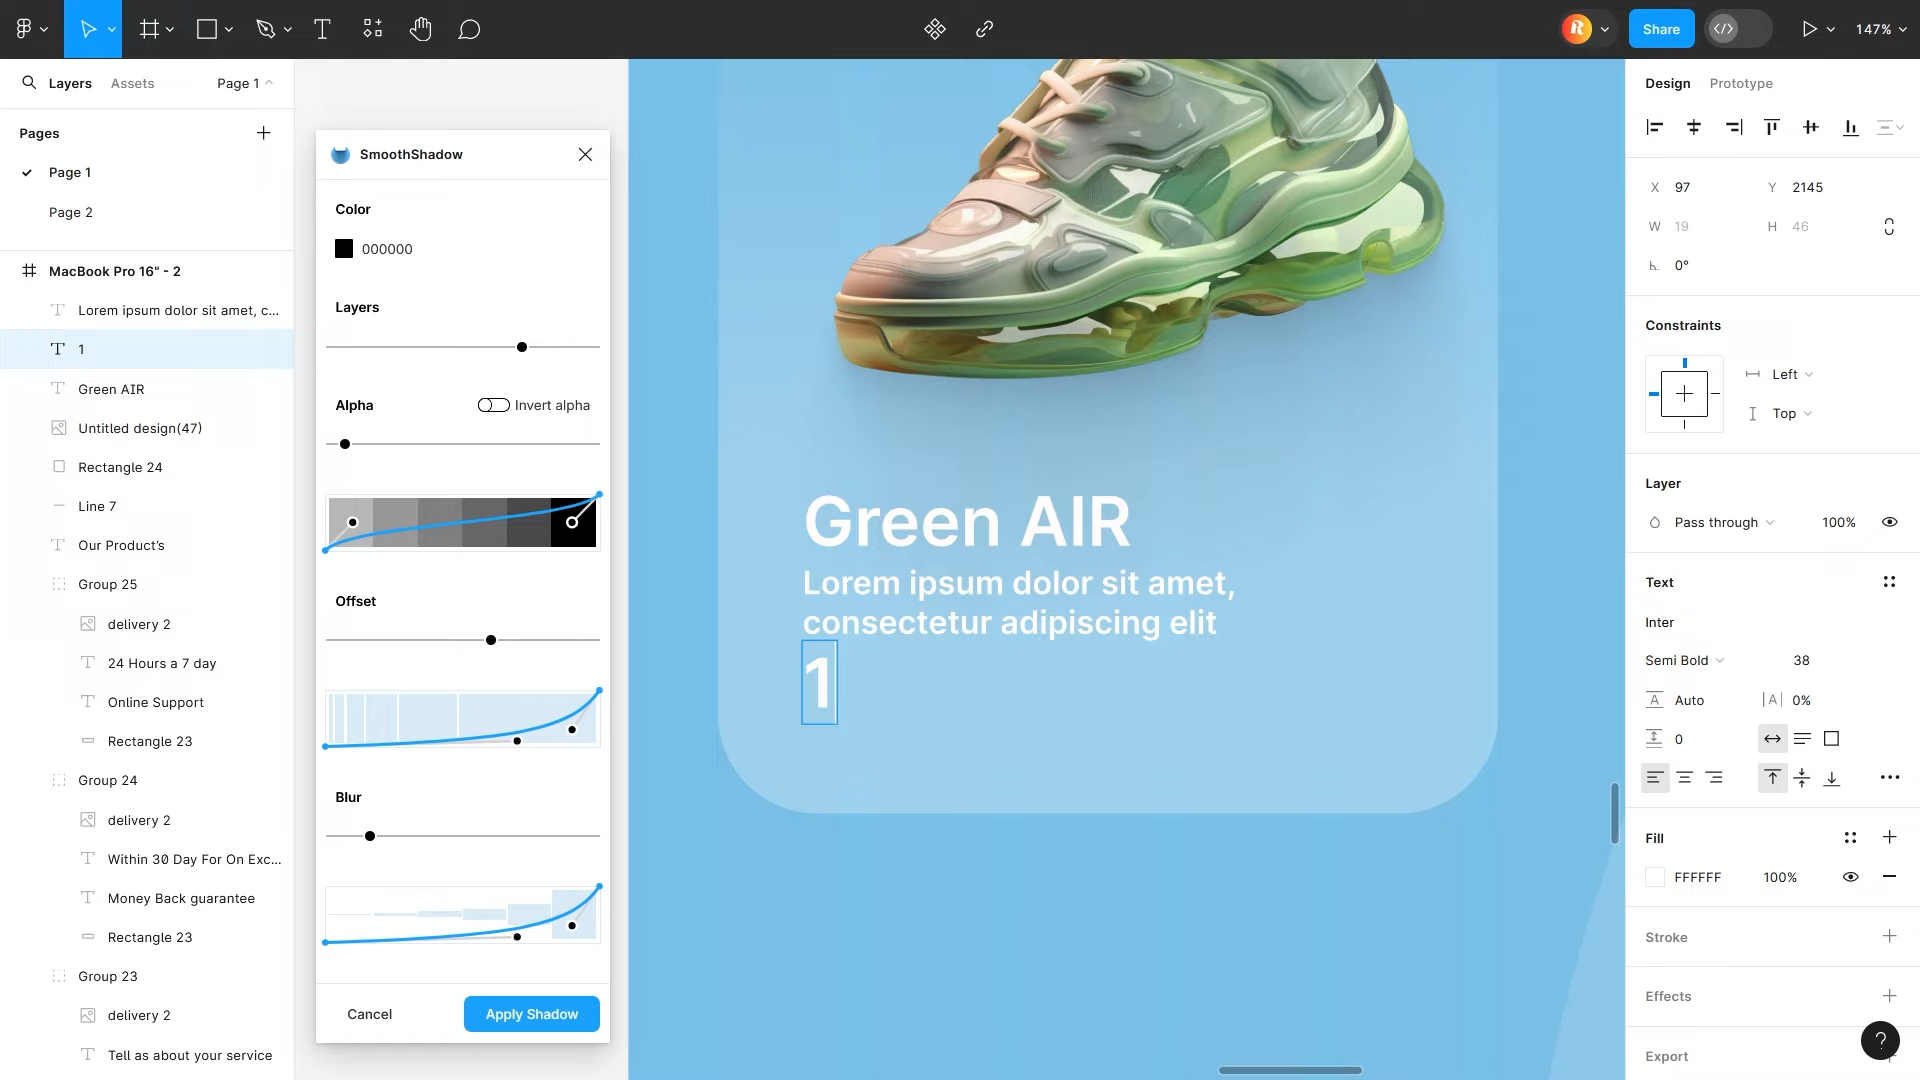 Share
147%
Layers
Assets
Page 1
Pages
Page 1
Page 2
MacBook Pro 16" - 2
Lorem ipsum dolor sit amet, c...
1
Green AIR
Untitled design(47)
Rectangle 24
Line 7
Our Product's
Group 25
delivery 2
24 Hours a 7 day
Online Support
Rectangle 23
Group 24
delivery 2
Within 30 Day For On Exc...
Money Back guarantee
Rectangle 23
Group 23
delivery 2
Tell as about your service
SmoothShadow
Color
000000
Layers
Alpha
Invert alpha
Offset
Blur
Cancel
Apply Shadow
Green AIR
Lorem ipsum dolor sit amet,
consectetur adipiscing elit
1
Design
Prototype
X 97 Y 2145
W 19 H 46
0°
Constraints
Left
Top
Layer
Pass through 100%
Text
Inter
Semi Bold 38
A Auto |A| 0%
0
Fill
FFFFFF 100%
Stroke
Effects
Export
?